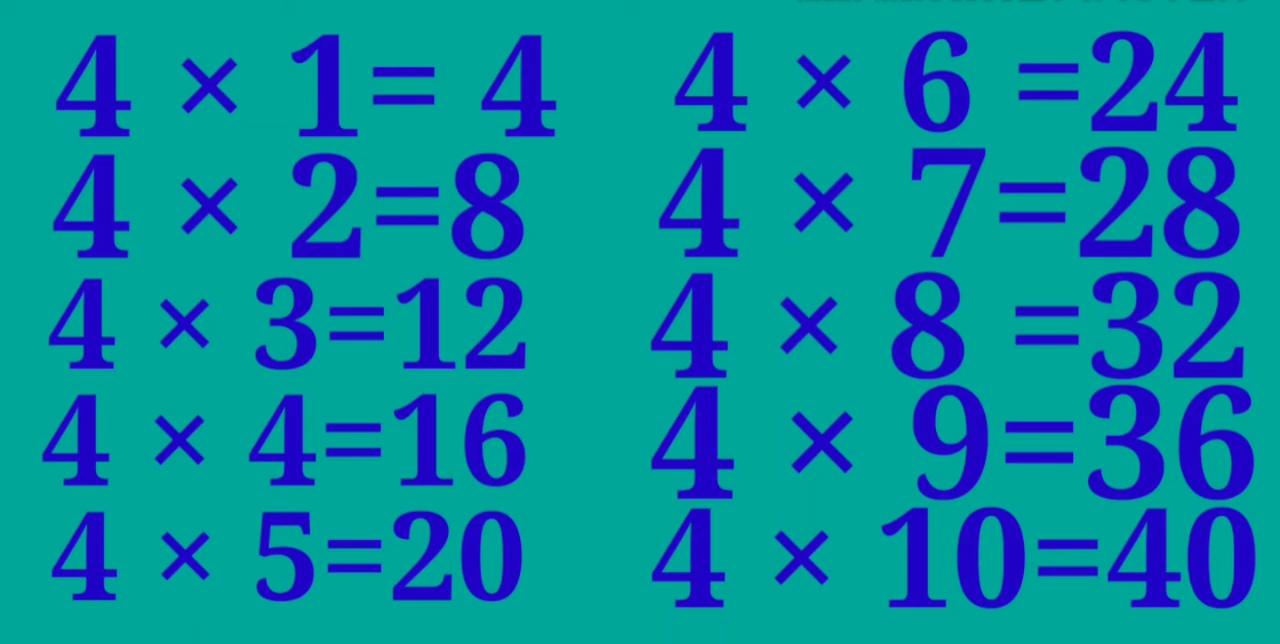 4 × 1= 4
4 × 2=8
4 × 3=12
4 × 4=16
4 × 5=20
4 × 6 =24
4 × 7=28
4 × 8 =32
4 × 9=36
4 × 10=40